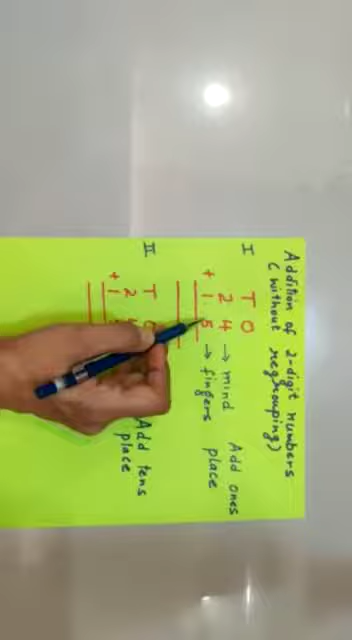 Addition of 2-digit numbers
(without regrouping)
I
T O
2 4 → mind
+ 1 5 → fingers
Add ones
place
II
T
2
+ 1
Add tens
place